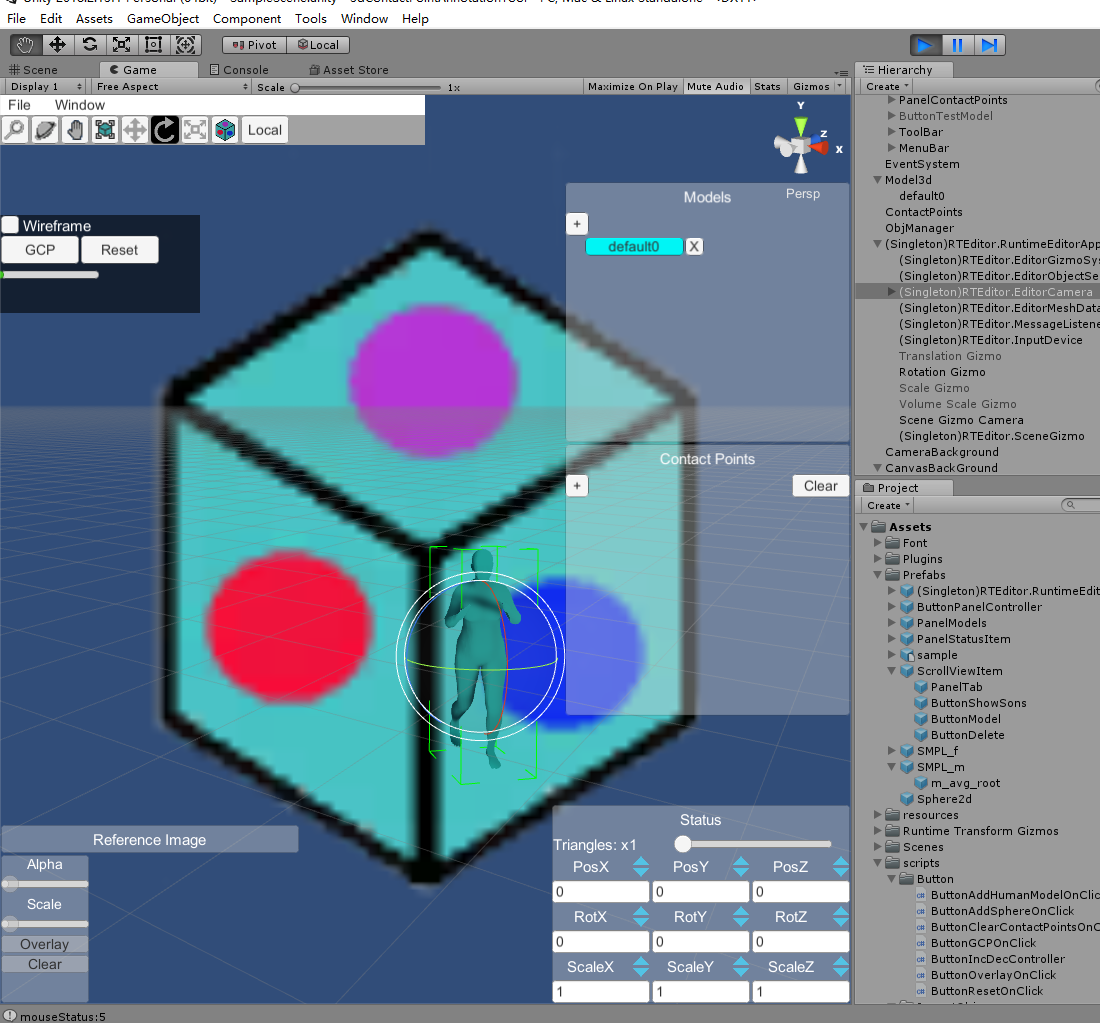 File Edit Assets GameObject Component Tools Window Help
Pivot Local
Scene Game Console Asset Store
Display 1 Free Aspect Scale 1x Maximize On Play Mute Audio Stats Gizmos
File Window
Local
Y
Z
X
Persp
Wireframe
GCP Reset
Models
+
default0 X
Contact Points
+
Clear
Reference Image
Alpha
Scale
Overlay
Clear
Status
Triangles: x1
PosX PosY PosZ
0 0 0
RotX RotY RotZ
0 0 0
ScaleX ScaleY ScaleZ
1 1 1
mouseStatus:5
Hierarchy
Create
PanelContactPoints
ButtonTestModel
ToolBar
MenuBar
EventSystem
Model3d
default0
ContactPoints
ObjManager
(Singleton)RTEditor.RuntimeEditorApp
(Singleton)RTEditor.EditorGizmoSy
(Singleton)RTEditor.EditorObjectSe
(Singleton)RTEditor.EditorCamera
(Singleton)RTEditor.EditorMeshData
(Singleton)RTEditor.MessageListene
(Singleton)RTEditor.InputDevice
Translation Gizmo
Rotation Gizmo
Scale Gizmo
Volume Scale Gizmo
Scene Gizmo Camera
(Singleton)RTEditor.SceneGizmo
CameraBackground
CanvasBackGround
Project
Create
Assets
Font
Plugins
Prefabs
(Singleton)RTEditor.RuntimeEdit
ButtonPanelController
PanelModels
PanelStatusItem
sample
ScrollViewItem
PanelTab
ButtonShowSons
ButtonModel
ButtonDelete
SMPL_f
SMPL_m
m_avg_root
Sphere2d
resources
Runtime Transform Gizmos
Scenes
scripts
Button
ButtonAddHumanModelOnClic
ButtonAddSphereOnClick
ButtonClearContactPointsOnC
ButtonGCPOnClick
ButtonIncDecController
ButtonOverlayOnClick
ButtonResetOnClick